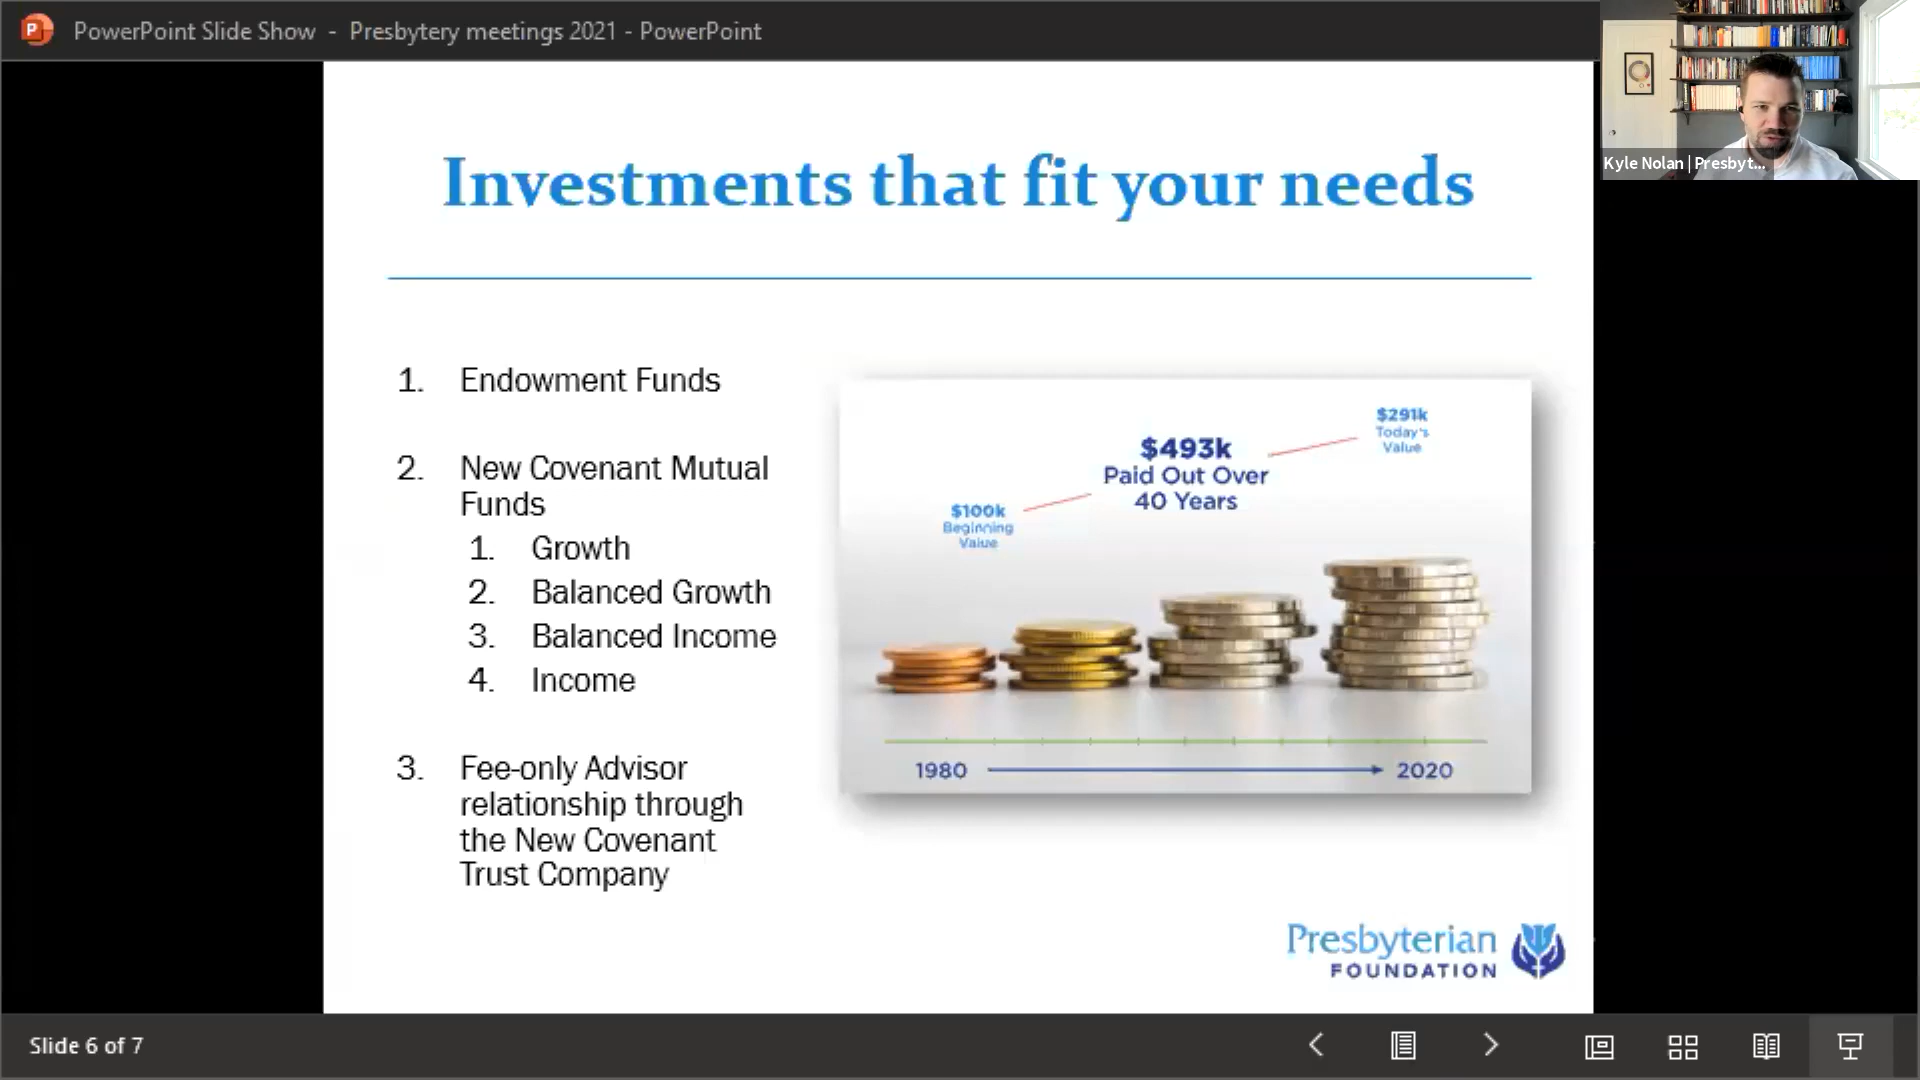 PowerPoint Slide Show - Presbytery meetings 2021 - PowerPoint
Kyle Nolan | Presbyt...
Investments that fit your needs
1. Endowment Funds
2. New Covenant Mutual
Funds
1. Growth
2. Balanced Growth
3. Balanced Income
4. Income
3. Fee-only Advisor
relationship through
the New Covenant
Trust Company
$100k
Beginning
Value
$493k
Paid Out Over
40 Years
$291k
Today's
Value
1980
2020
Presbyterian
FOUNDATION
Slide 6 of 7